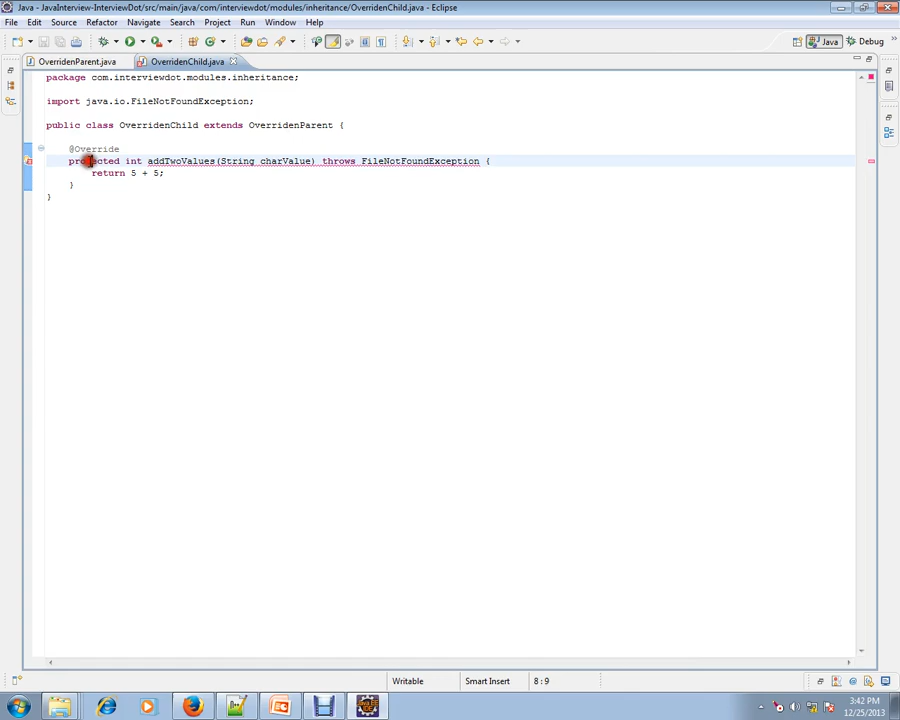 Java - JavaInterview-InterviewDot/src/main/java/com/interviewdot/modules/inheritance/OverridenChild.java - Eclipse
File Edit Source Refactor Navigate Search Project Run Window Help
Java Debug
OverridenParent.java OverridenChild.java
package com.interviewdot.modules.inheritance;
import java.io.FileNotFoundException;
public class OverridenChild extends OverridenParent {
@Override
protected int addTwoValues(String charValue) throws FileNotFoundException {
return 5 + 5;
}
}
Writable Smart Insert 8 : 9
3:42 PM
12/25/2013